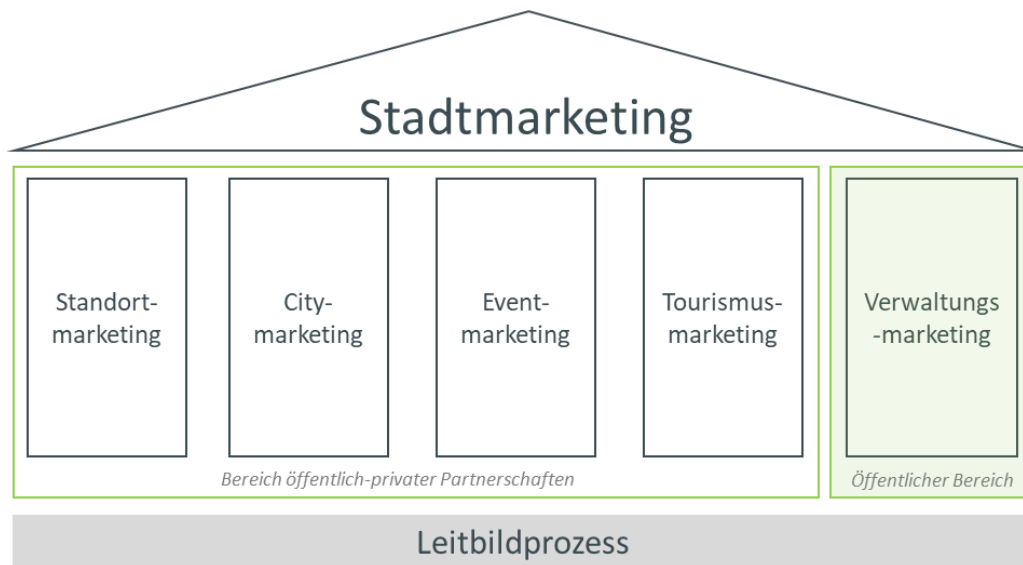 Stadtmarketing
Standort-
marketing
City-
marketing
Event-
marketing
Tourismus-
marketing
Verwaltungs
-marketing
Bereich öffentlich-privater Partnerschaften
Öffentlicher Bereich
Leitbildprozess